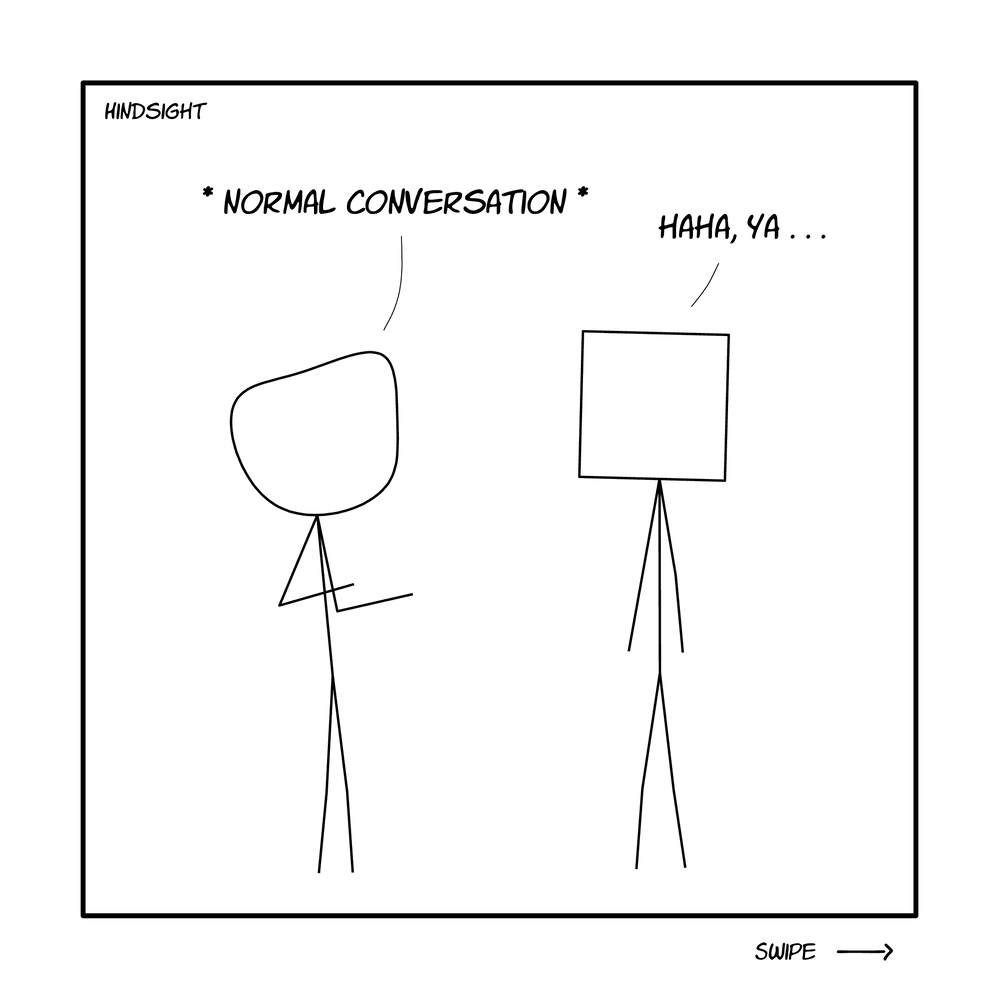 HINDSIGHT
* NORMAL CONVERSATION *
HAHA, YA . . .
SWIPE